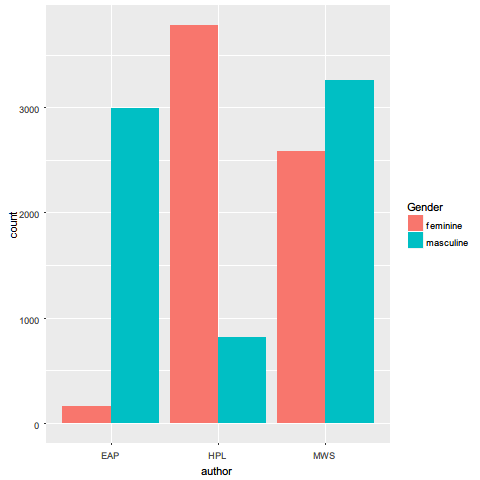 count
3000
2000
1000
0
EAP
HPL
MWS
author
Gender
feminine
masculine